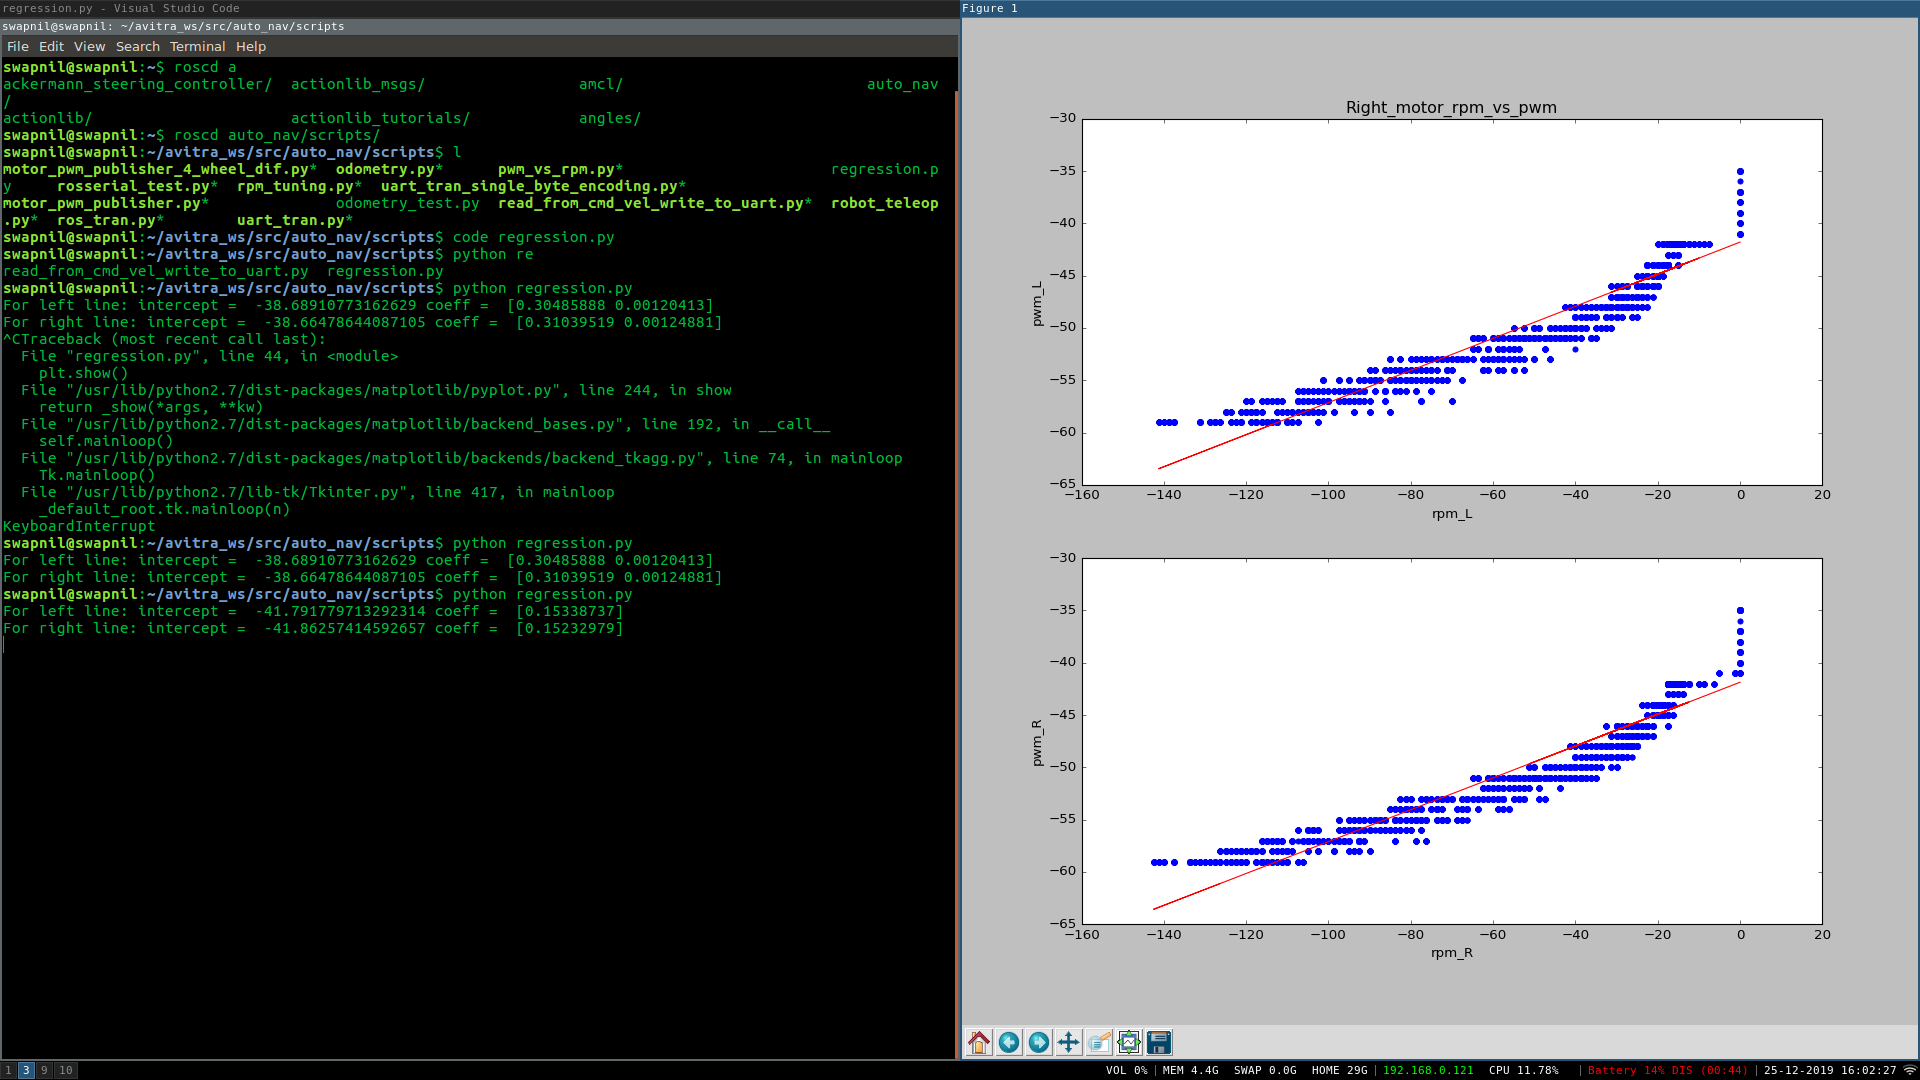 regression.py - Visual Studio Code
swapnil@swapnil: ~/avitra_ws/src/auto_nav/scripts
File Edit View Search Terminal Help
swapnil@swapnil:~$ roscd a
ackermann_steering_controller/  actionlib_msgs/  amcl/  auto_nav
/
actionlib/  actionlib_tutorials/  angles/
swapnil@swapnil:~$ roscd auto_nav/scripts/
swapnil@swapnil:~/avitra_ws/src/auto_nav/scripts$ l
motor_pwm_publisher_4_wheel_dif.py*  odometry.py*  pwm_vs_rpm.py*  regression.p
y  rosserial_test.py*  rpm_tuning.py*  uart_tran_single_byte_encoding.py*
motor_pwm_publisher.py*  odometry_test.py  read_from_cmd_vel_write_to_uart.py*  robot_teleop
.py*  ros_tran.py*  uart_tran.py*
swapnil@swapnil:~/avitra_ws/src/auto_nav/scripts$ code regression.py
swapnil@swapnil:~/avitra_ws/src/auto_nav/scripts$ python re
read_from_cmd_vel_write_to_uart.py  regression.py
swapnil@swapnil:~/avitra_ws/src/auto_nav/scripts$ python regression.py
For left line: intercept =  -38.68910773162629 coeff =  [0.30485888 0.00120413]
For right line: intercept =  -38.66478644087105 coeff =  [0.31039519 0.00124881]
^CTraceback (most recent call last):
  File "regression.py", line 44, in <module>
    plt.show()
  File "/usr/lib/python2.7/dist-packages/matplotlib/pyplot.py", line 244, in show
    return _show(*args, **kw)
  File "/usr/lib/python2.7/dist-packages/matplotlib/backend_bases.py", line 192, in __call__
    self.mainloop()
  File "/usr/lib/python2.7/dist-packages/matplotlib/backends/backend_tkagg.py", line 74, in mainloop
    Tk.mainloop()
  File "/usr/lib/python2.7/lib-tk/Tkinter.py", line 417, in mainloop
    _default_root.tk.mainloop(n)
KeyboardInterrupt
swapnil@swapnil:~/avitra_ws/src/auto_nav/scripts$ python regression.py
For left line: intercept =  -38.68910773162629 coeff =  [0.30485888 0.00120413]
For right line: intercept =  -38.66478644087105 coeff =  [0.31039519 0.00124881]
swapnil@swapnil:~/avitra_ws/src/auto_nav/scripts$ python regression.py
For left line: intercept =  -41.791779713292314 coeff =  [0.15338737]
For right line: intercept =  -41.86257414592657 coeff =  [0.15232979]
Figure 1
Right_motor_rpm_vs_pwm
−30
−35
−40
−45
−50
−55
−60
−65
pwm_L
−160 −140 −120 −100 −80 −60 −40 −20 0 20
rpm_L
−30
−35
−40
−45
−50
−55
−60
−65
pwm_R
−160 −140 −120 −100 −80 −60 −40 −20 0 20
rpm_R
1 3 9 10
VOL 0% | MEM 4.4G SWAP 0.0G HOME 29G | 192.168.0.121 CPU 11.78% | Battery 14% DIS (00:44) | 25-12-2019 16:02:27